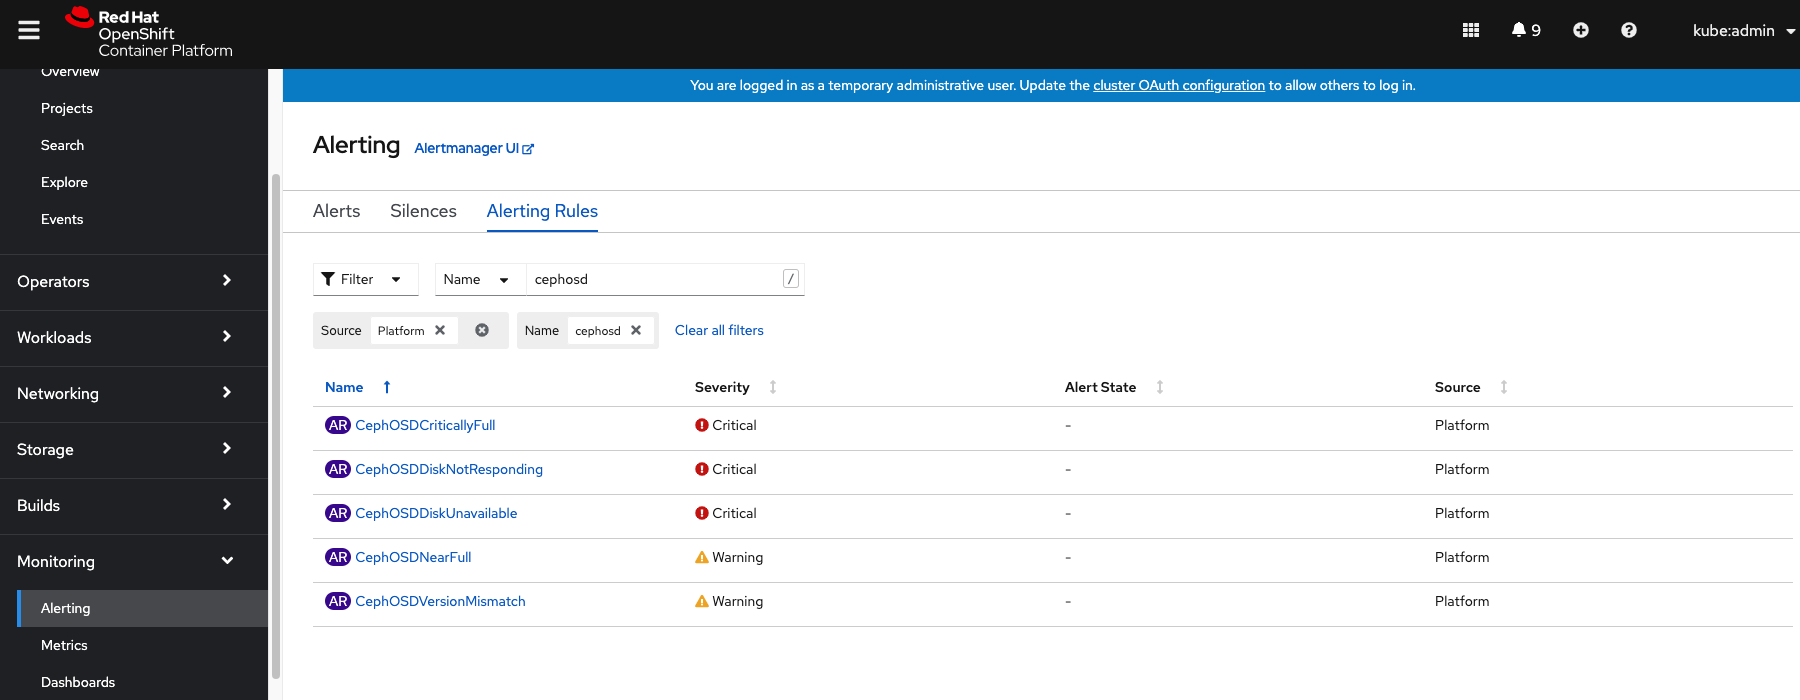 Red Hat
OpenShift
Container Platform
9
kube:admin
Overview
Projects
Search
Explore
Events
Operators
Workloads
Networking
Storage
Builds
Monitoring
Alerting
Metrics
Dashboards
You are logged in as a temporary administrative user. Update the cluster OAuth configuration to allow others to log in.
Alerting Alertmanager UI
Alerts Silences Alerting Rules
Filter Name cephosd /
Source Platform Name cephosd Clear all filters
Name Severity Alert State Source
AR CephOSDCriticallyFull Critical - Platform
AR CephOSDDiskNotResponding Critical - Platform
AR CephOSDDiskUnavailable Critical - Platform
AR CephOSDNearFull Warning - Platform
AR CephOSDVersionMismatch Warning - Platform